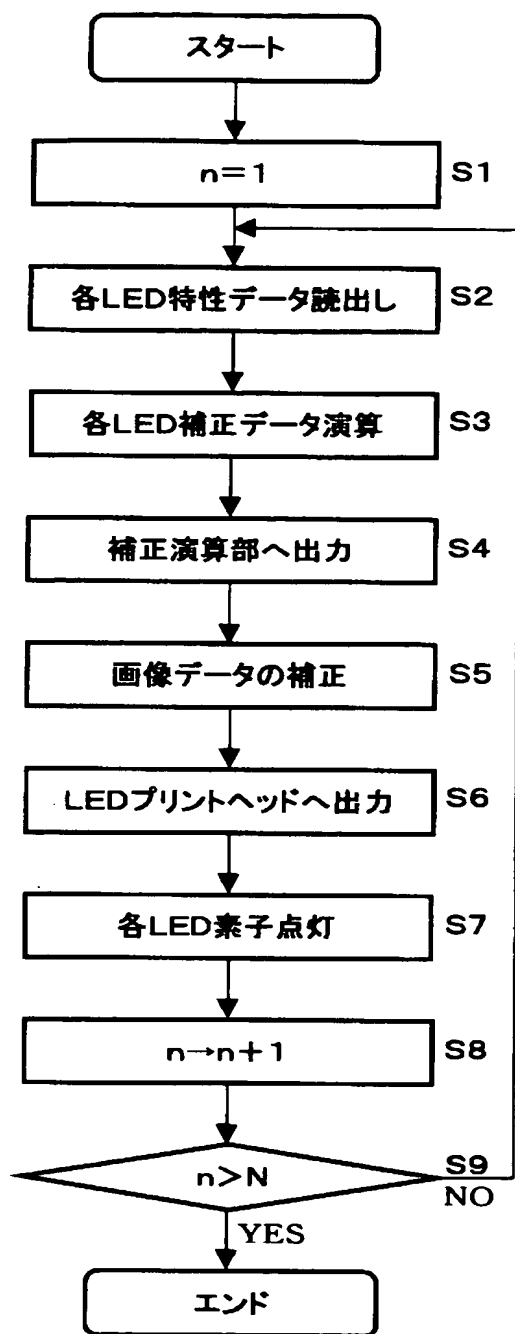 スタート
n=1 S1
各LED特性データ読出し S2
各LED補正データ演算 S3
補正演算部へ出力 S4
画像データの補正 S5
LEDプリントヘッドへ出力 S6
各LED素子点灯 S7
n→n+1 S8
n>N S9
NO
YES
エンド